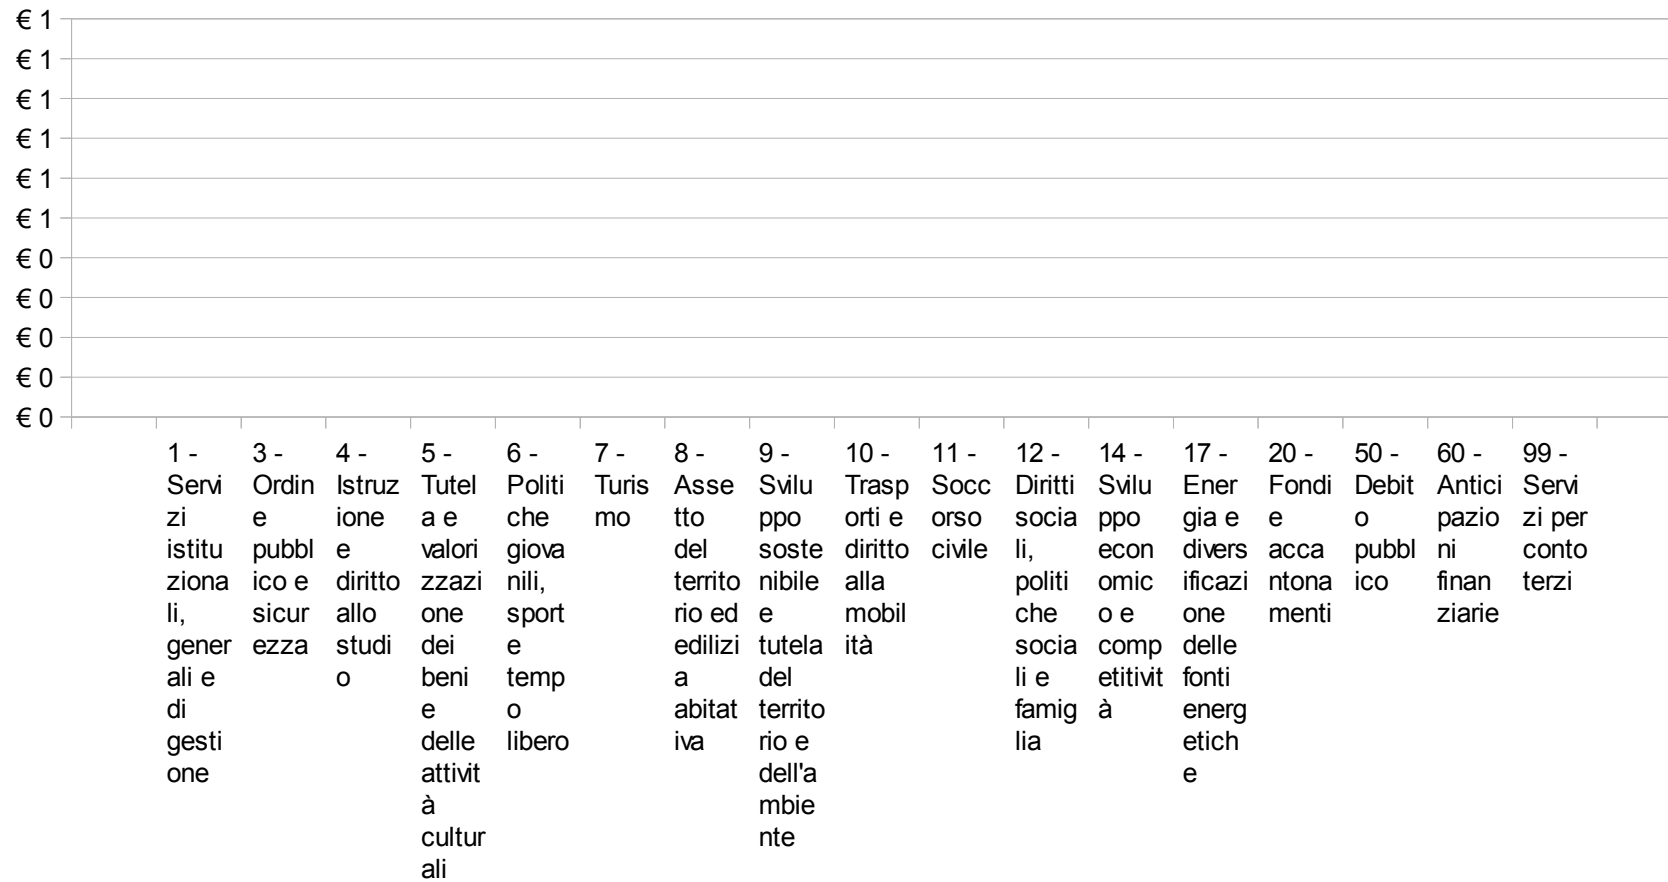 € 1
€ 1
€ 1
€ 1
€ 1
€ 1
€ 0
€ 0
€ 0
€ 0
€ 0
1 -
Servi
zi
istitu
ziona
li,
gener
ali e
di
gesti
one
3 -
Ordin
e
pubbl
ico e
sicur
ezza
4 -
Istruz
ione
e
diritto
allo
studi
o
5 -
Tutel
a e
valori
zzazi
one
dei
beni
e
delle
attivit
à
cultur
ali
6 -
Politi
che
giova
nili,
sport
e
temp
o
libero
7 -
Turis
mo
8 -
Asse
tto
del
territo
rio ed
edilizi
a
abitat
iva
9 -
Svilu
ppo
soste
nibile
e
tutela
del
territo
rio e
dell'a
mbie
nte
10 -
Trasp
orti e
diritto
alla
mobil
ità
11 -
Socc
orso
civile
12 -
Diritti
socia
li,
politi
che
socia
li e
famig
lia
14 -
Svilu
ppo
econ
omic
o e
comp
etitivit
à
17 -
Ener
gia e
divers
ificazi
one
delle
fonti
energ
etich
e
20 -
Fondi
e
acca
ntona
menti
50 -
Debit
o
pubbl
ico
60 -
Antici
pazio
ni
finan
ziarie
99 -
Servi
zi per
conto
terzi